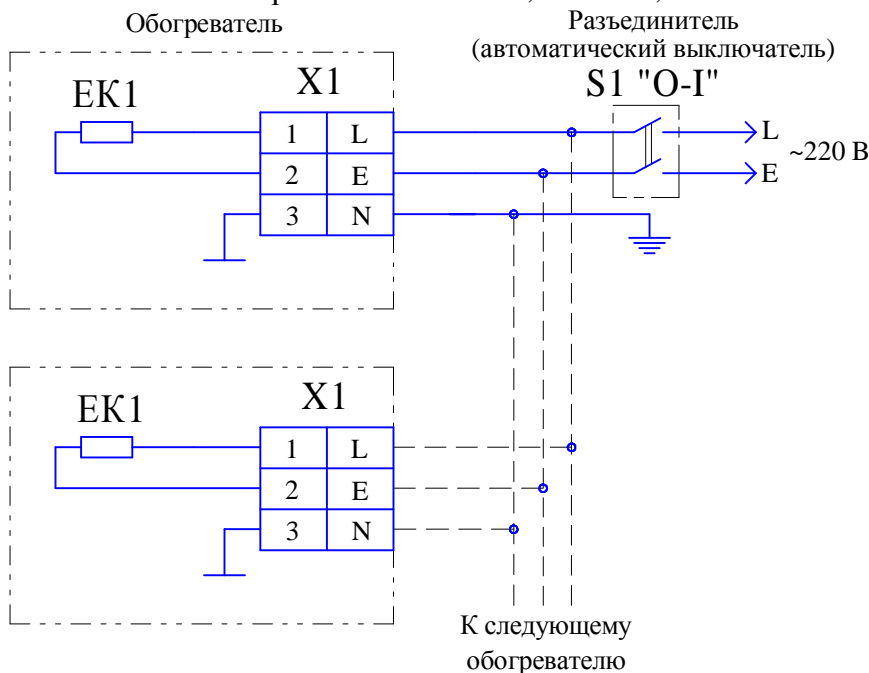 Обогреватель
Разъединитель
(автоматический выключатель)
S1 "O-I"
X1
EK1
1 L
2 E
3 N
L
E
~220 В
EK1
X1
1 L
2 E
3 N
К следующему
обогревателю